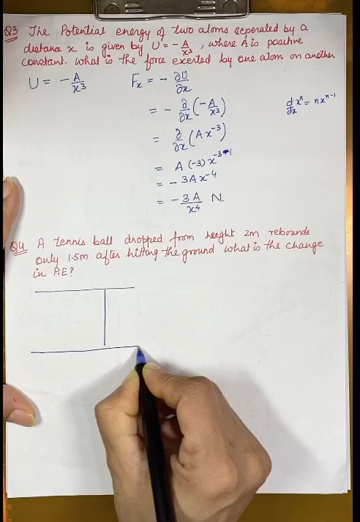 Q3 The Potential energy of two atoms seperated by a
distance x is given by U = -A/x³, where A is positive
constant. what is the force exerted by one atom on another
U = -A/x³ Fx = -∂U/∂x
= -∂/∂x (-A/x³) d/dx xⁿ = nxⁿ⁻¹
= ∂/∂x (Ax⁻³)
= A(-3)x⁻³⁻¹
= -3Ax⁻⁴
= -3A/x⁴ N.
Q4 A tennis ball dropped from height 2m rebounds
only 1.5m after hitting the ground what is the change
in P.E?